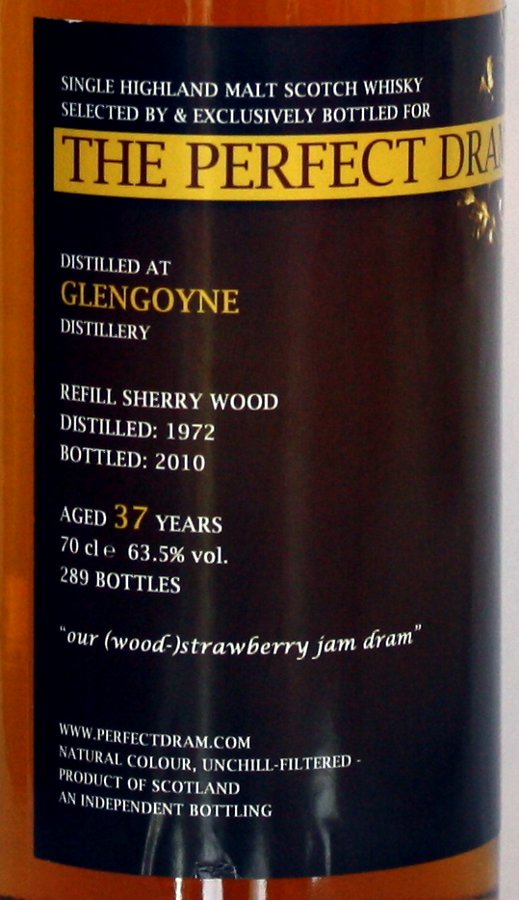 SINGLE HIGHLAND MALT SCOTCH WHISKY
SELECTED BY & EXCLUSIVELY BOTTLED FOR
THE PERFECT DRAM
DISTILLED AT
GLENGOYNE
DISTILLERY
REFILL SHERRY WOOD
DISTILLED: 1972
BOTTLED: 2010
AGED 37 YEARS
70 cl e 63.5% vol.
289 BOTTLES
"our (wood-)strawberry jam dram"
WWW.PERFECTDRAM.COM
NATURAL COLOUR, UNCHILL-FILTERED -
PRODUCT OF SCOTLAND
AN INDEPENDENT BOTTLING